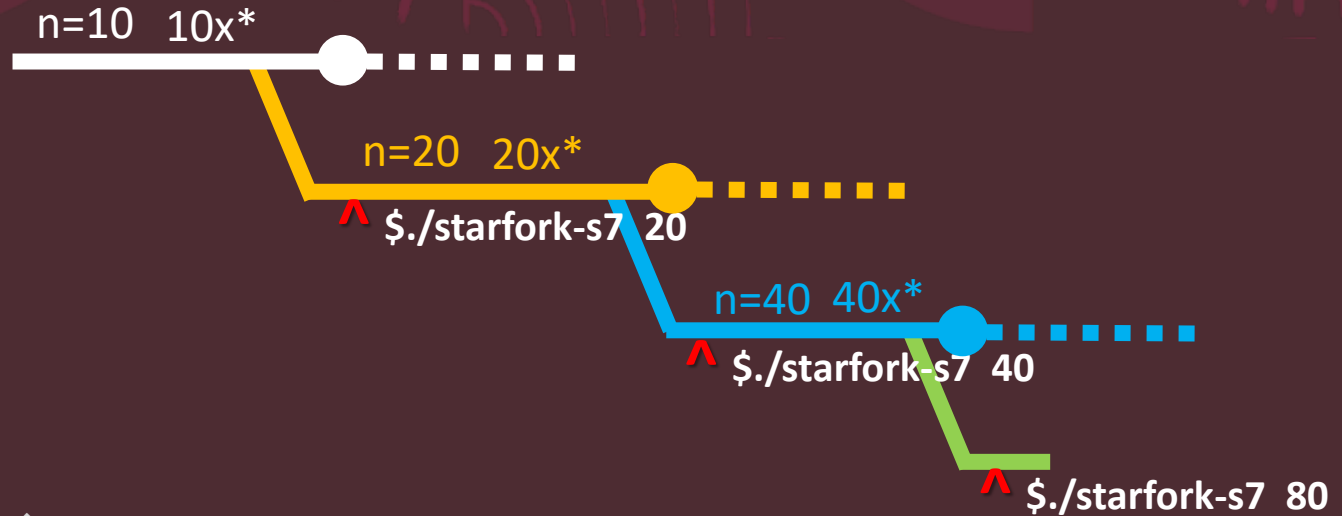 n=10 10x*
n=20 20x*
^ $./starfork-s7 20
n=40 40x*
^ $./starfork-s7 40
^ $./starfork-s7 80